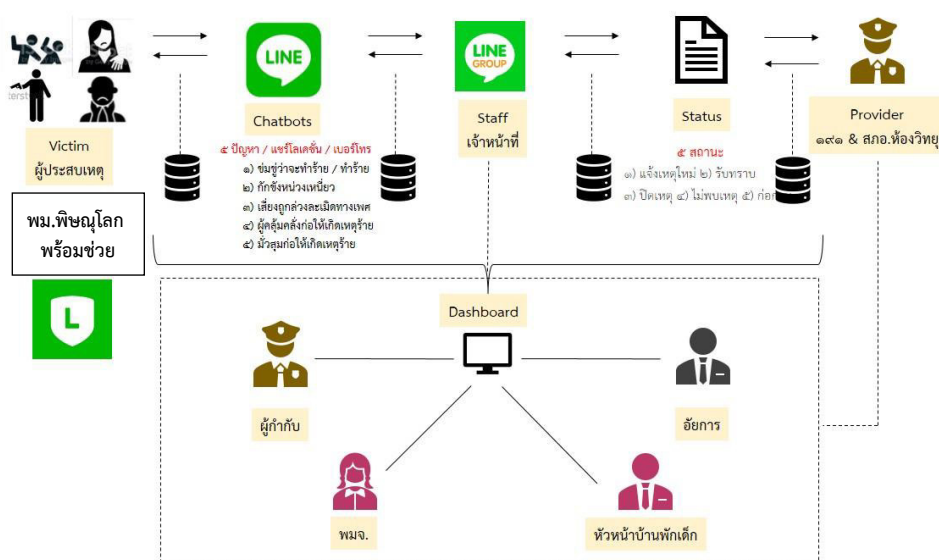 LINE
LINE
GROUP
Victim
ผู้ประสบเหตุ
Chatbots
๕ ปัญหา / แชร์โลเคชั่น / เบอร์โทร
๑) ข่มขู่ว่าจะทำร้าย / ทำร้าย
๒) กักขังหน่วงเหนี่ยว
๓) เสี่ยงถูกล่วงละเมิดทางเพศ
๔) ผู้คลุ้มคลั่งก่อให้เกิดเหตุร้าย
๕) มั่วสุมก่อให้เกิดเหตุร้าย
Staff
เจ้าหน้าที่
Status
๕ สถานะ
๑) แจ้งเหตุใหม่ ๒) รับทราบ
๓) ปิดเหตุ ๔) ไม่พบเหตุ ๕)
Provider
๑๙๑ & สภอ.ห้องวิทยุ
พม.พิษณุโลก
พร้อมช่วย
L
Dashboard
ผู้กำกับ
อัยการ
พมจ.
หัวหน้าบ้านพักเด็ก